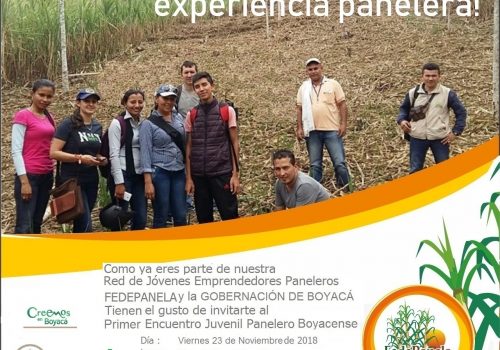 experiencia panelera!
Como ya eres parte de nuestra
Red de Jóvenes Emprendedores Paneleros
FEDEPANELA y la GOBERNACIÓN DE BOYACÁ
Tienen el gusto de invitarte al
Primer Encuentro Juvenil Panelero Boyacense
Día : Viernes 23 de Noviembre de 2018
Creemos
en Boyacá